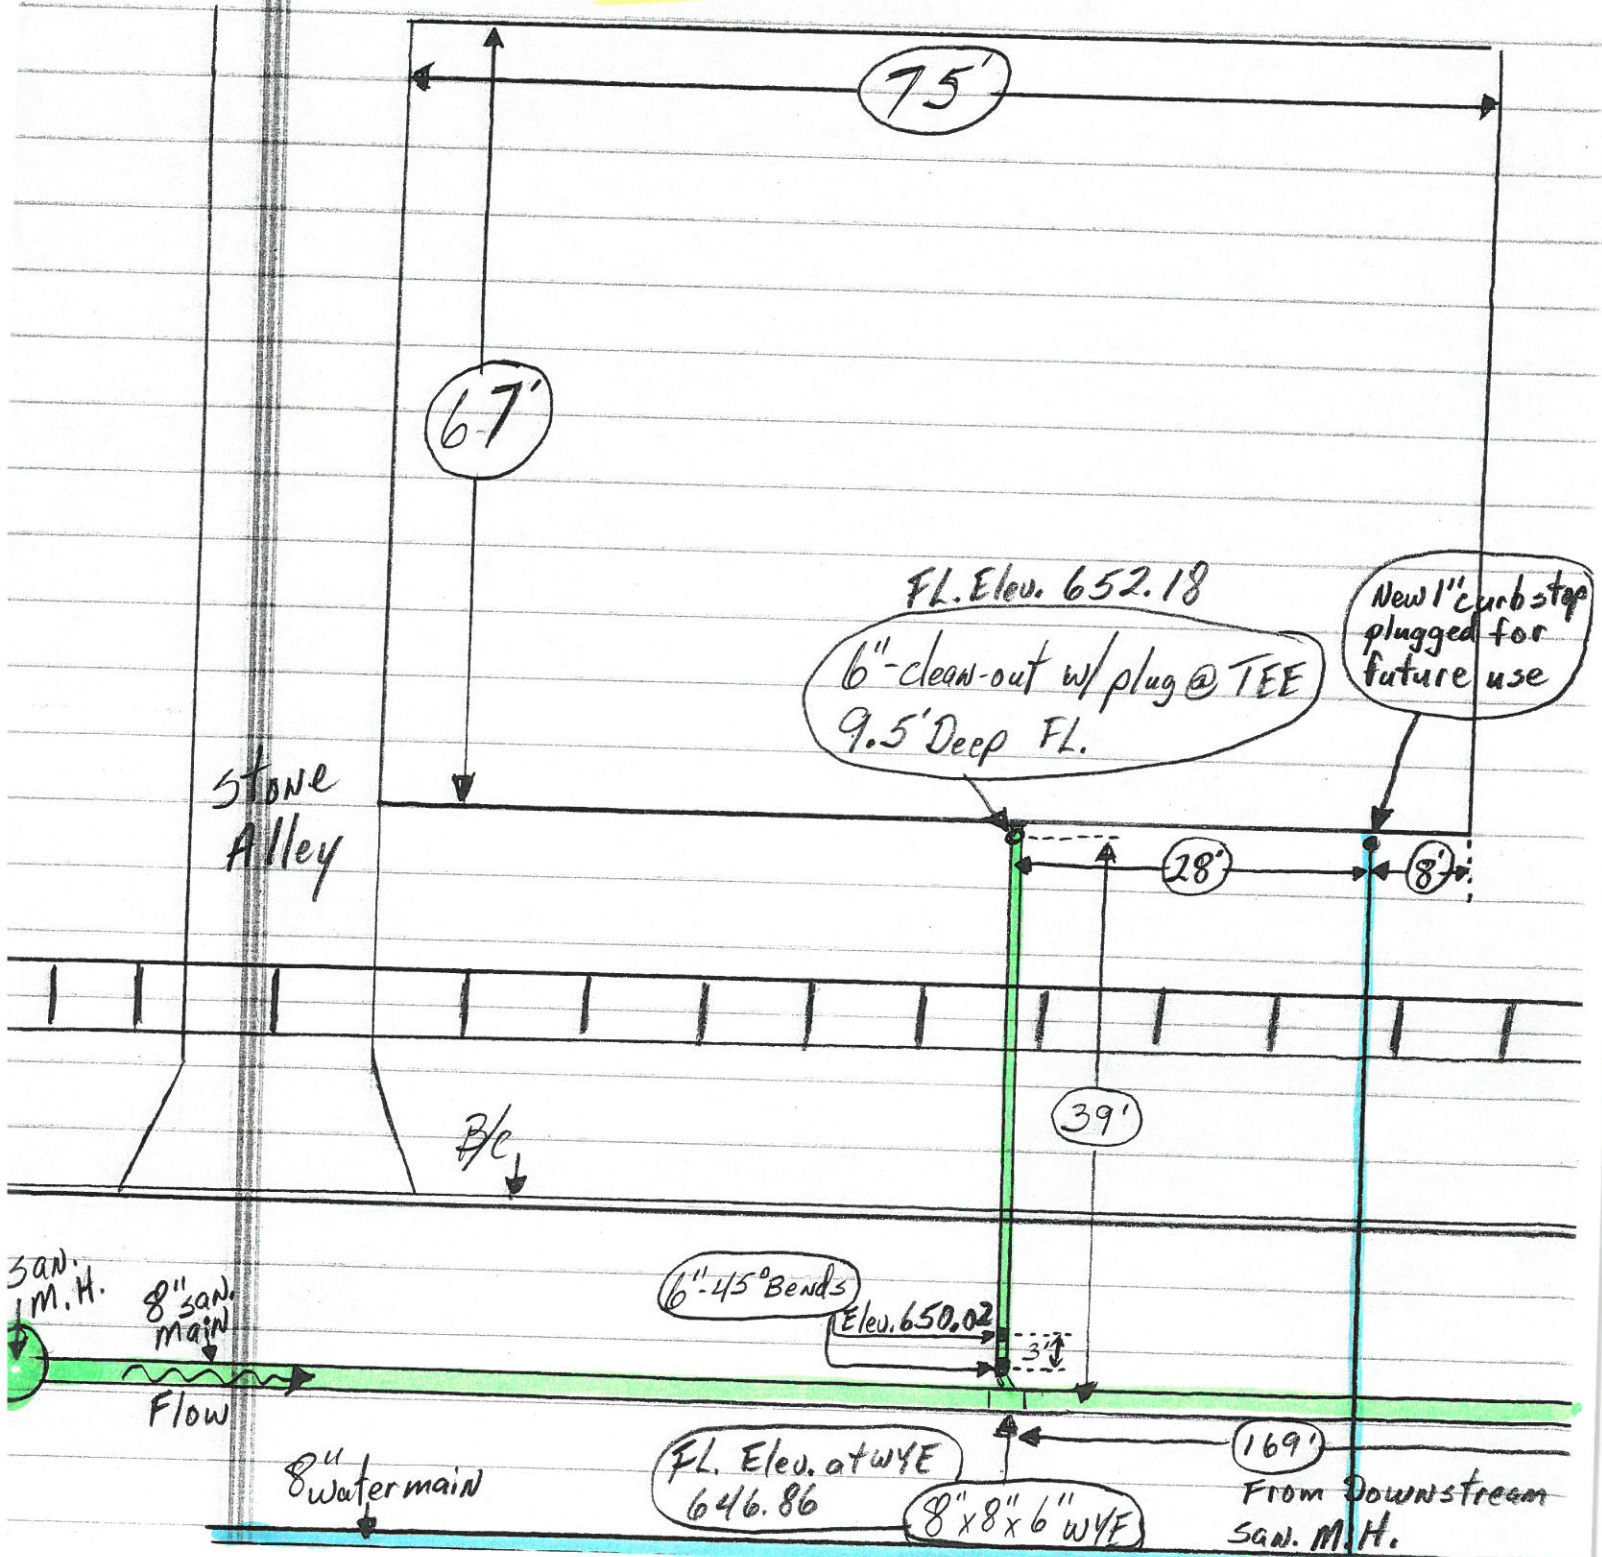 75'
67'
FL. Elev. 652.18
6"-clean-out w/ plug @ TEE
9.5' Deep FL.
New 1" curb stop
plugged for
future use
Stone
Alley
28'
8'
39'
B/C
San.
M.H.
8" san.
main
Flow
6"-45° Bends
Elev. 650.02
3'
8" watermain
FL. Elev. at WYE
646.86
8"x8"x6" WYE
169'
From Downstream
San. M.H.